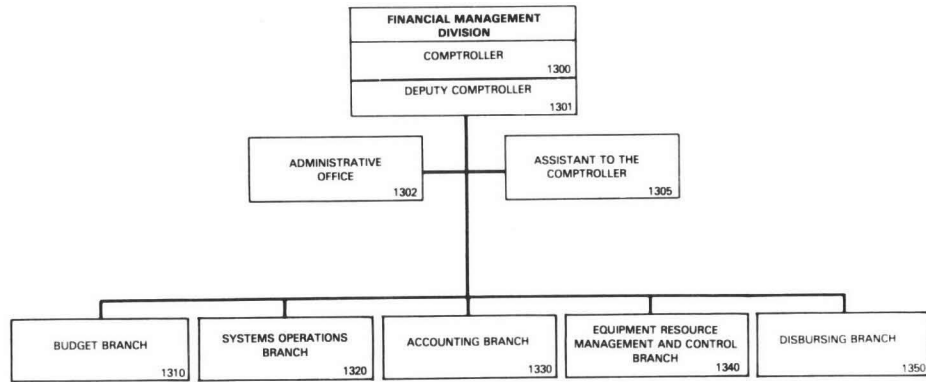 FINANCIAL MANAGEMENT
DIVISION
COMPTROLLER
1300
DEPUTY COMPTROLLER
1301
ADMINISTRATIVE
OFFICE
1302
ASSISTANT TO THE
COMPTROLLER
1305
BUDGET BRANCH
1310
SYSTEMS OPERATIONS
BRANCH
1320
ACCOUNTING BRANCH
1330
EQUIPMENT RESOURCE
MANAGEMENT AND CONTROL
BRANCH
1340
DISBURSING BRANCH
1350